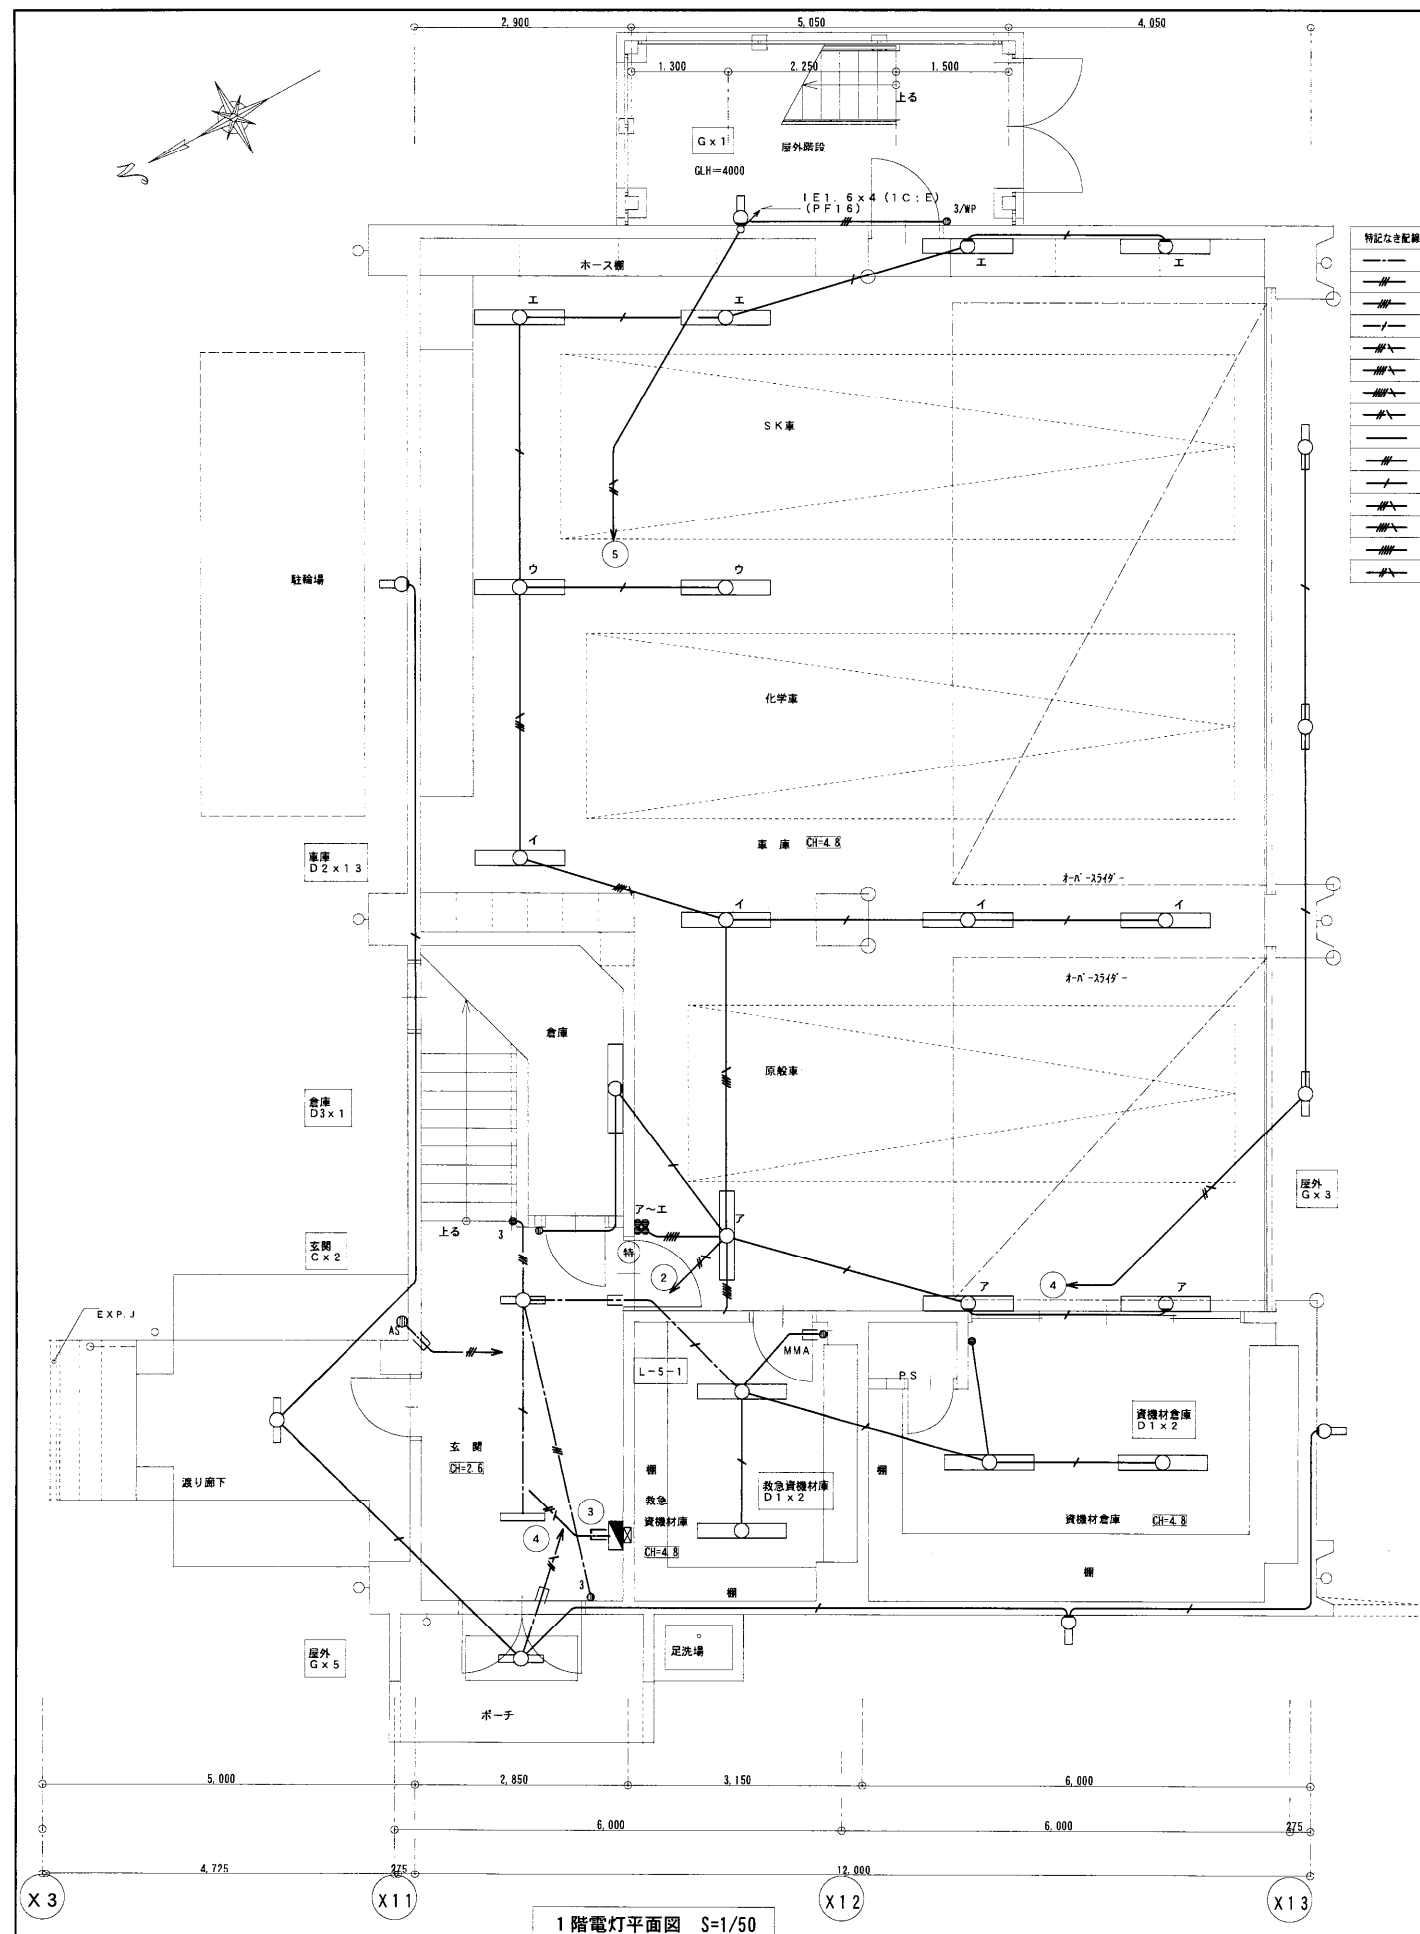 2,900
5,050
4,050
1,300
2,250
1,500
上る
G x 1
屋外階段
GLH=4000
N
IE1.6x4 (1C:E)
(PF16)
3/WP
特記なき配線
ホース棚
エ
エ
エ
エ
SK車
5
駐輪場
ウ
ウ
化学車
イ
車庫
D2x13
車 庫
CH=4.8
オーバースライダー
イ
イ
イ
オーバースライダー
倉庫
原般車
倉庫
D3x1
屋外
G x 3
ア～エ
ア
上る
3
玄関
C x 2
特
2
4
ア
ア
EXP.J
AS
MMA
L-5-1
PS
資機材倉庫
D1x2
玄 関
CH=2.6
渡り廊下
棚
救急
資機材庫
CH=4.8
救急資機材庫
D1x2
棚
資機材倉庫
CH=4.8
3
4
3
棚
棚
屋外
G x 5
足洗場
ポーチ
5,000
2,850
3,150
6,000
6,000
6,000
275
4,725
275
12,000
X3
X11
X12
X13
1階電灯平面図 S=1/50